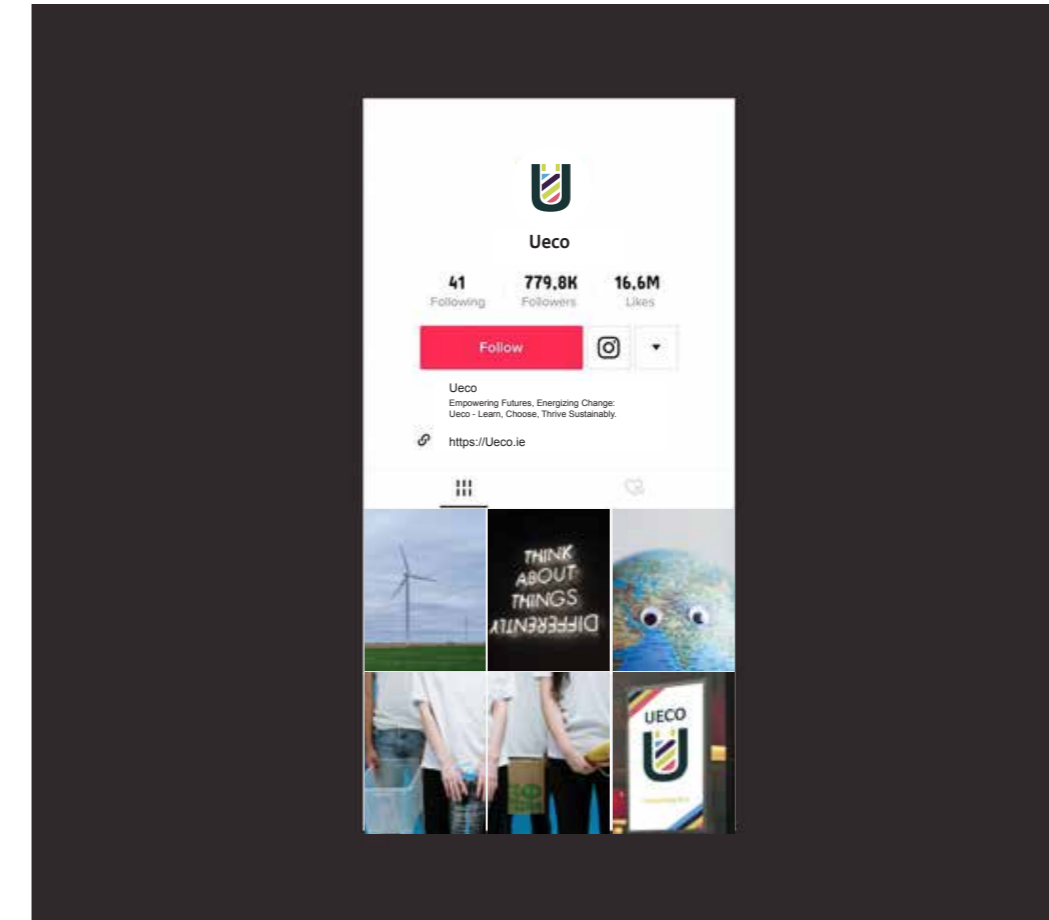 Ueco
41 779.8K 16.6M
Following Followers Likes
Follow
Ueco
Empowering Futures, Energizing Change:
Ueco - Learn, Choose, Thrive Sustainably.
https://Ueco.ie
THINK
ABOUT
THINGS
DIFFERENTLY
UECO